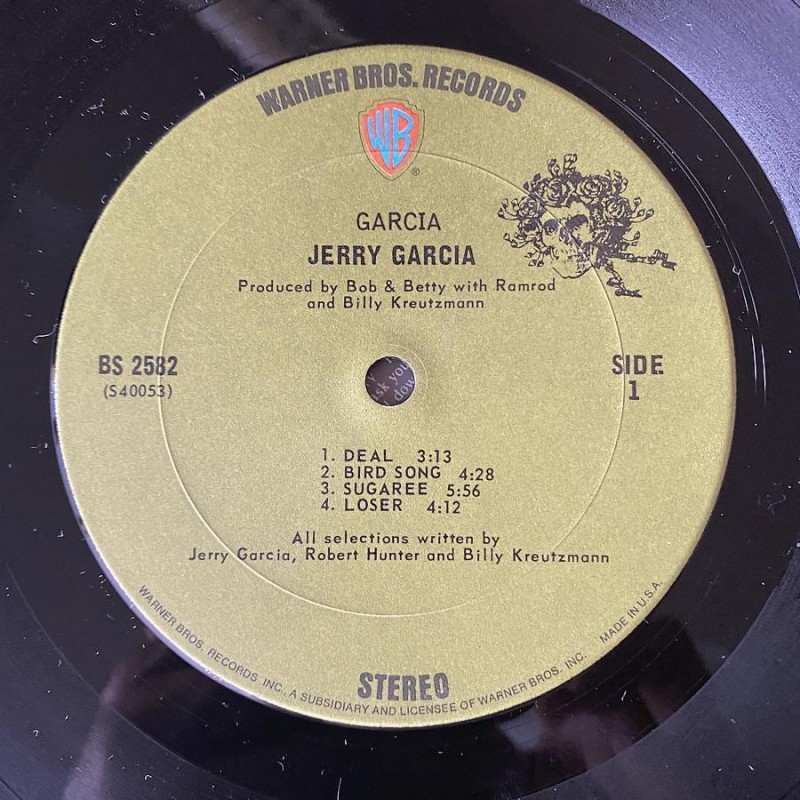 WARNER BROS. RECORDS
WB
®
GARCIA
JERRY GARCIA
Produced by Bob & Betty with Ramrod
and Billy Kreutzmann
BS 2582
(S40053)
SIDE
1
ask you
dow
1. DEAL 3:13
2. BIRD SONG 4:28
3. SUGAREE 5:56
4. LOSER 4:12
All selections written by
Jerry Garcia, Robert Hunter and Billy Kreutzmann
STEREO
WARNER BROS. RECORDS INC., A SUBSIDIARY AND LICENSEE OF WARNER BROS. INC. MADE IN U.S.A.